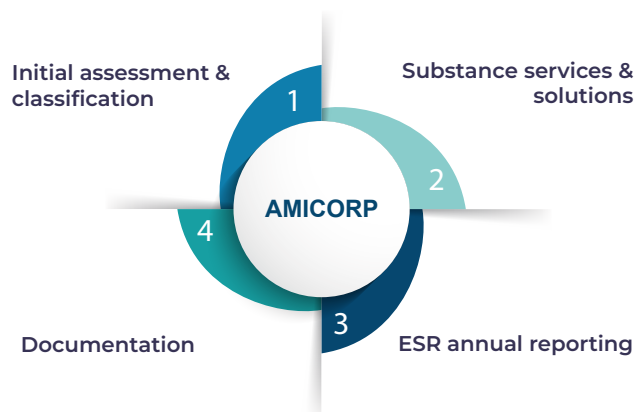 Initial assessment &
classification
1
Substance services &
solutions
2
AMICORP
4
3
Documentation
ESR annual reporting